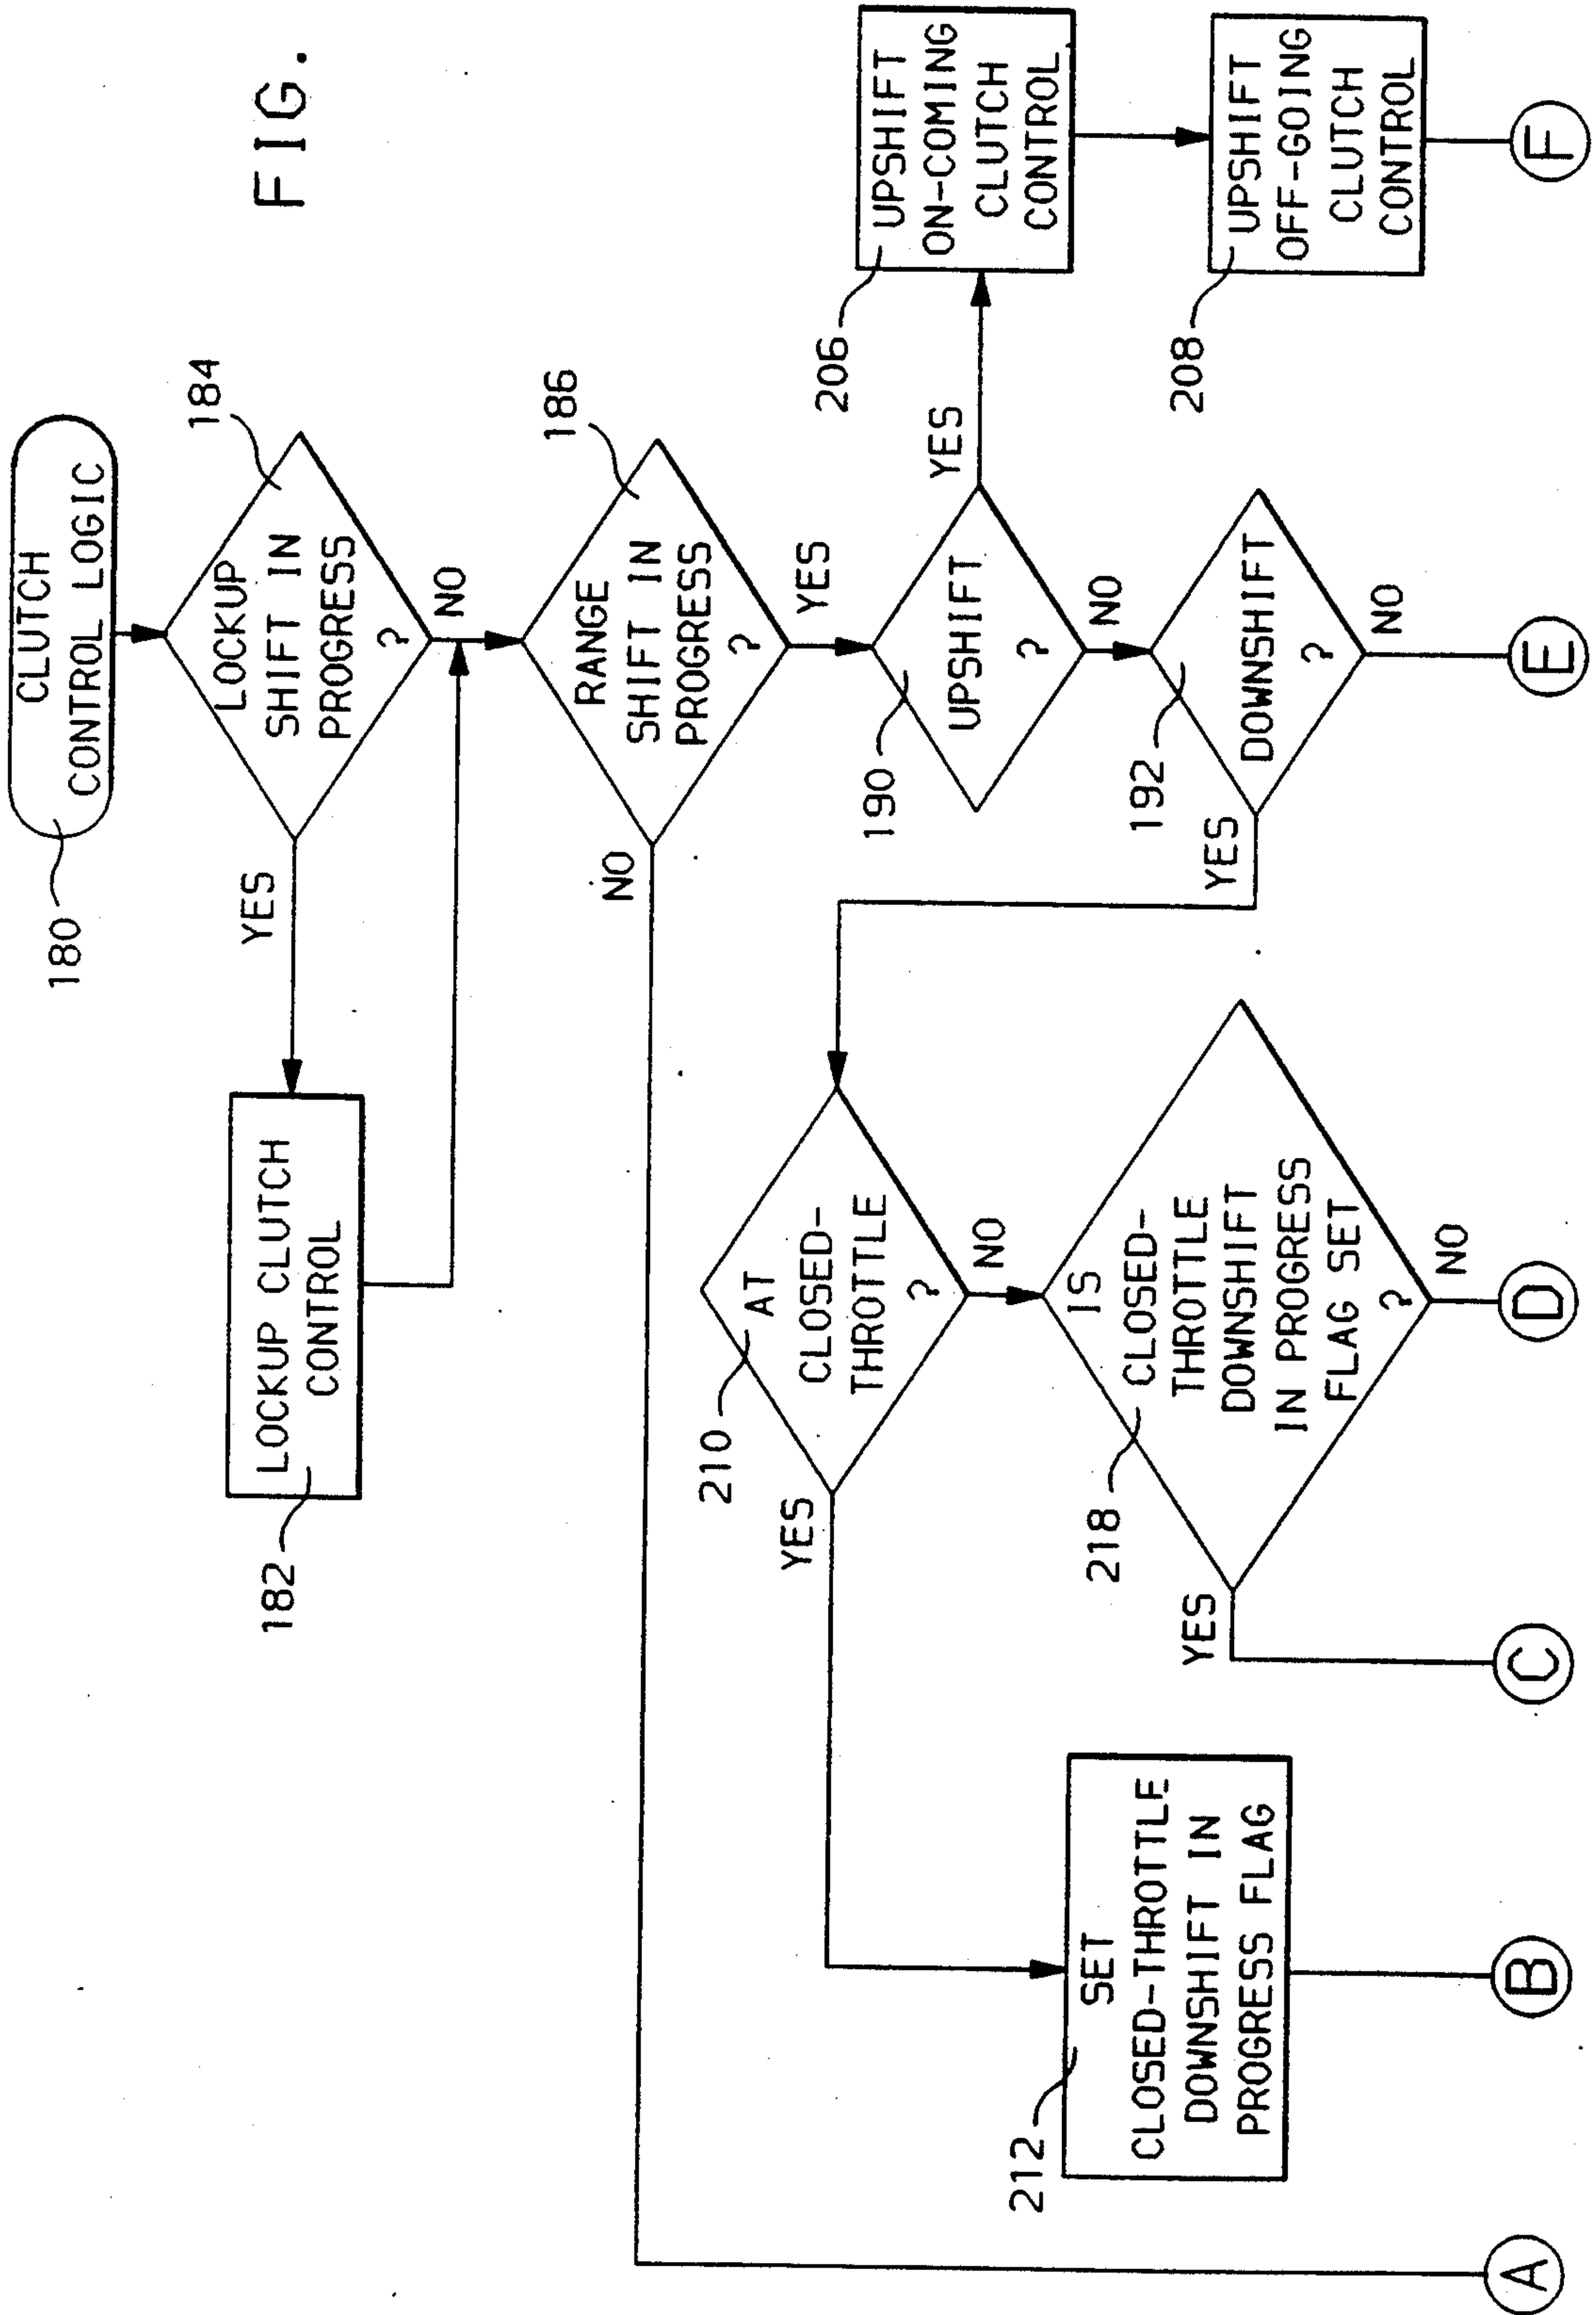 FIG.
CLUTCH
CONTROL LOGIC
180
LOCKUP
SHIFT IN
PROGRESS
?
184
YES
NO
LOCKUP CLUTCH
CONTROL
182
RANGE
SHIFT IN
PROGRESS
?
186
NO
YES
UPSHIFT
?
190
YES
NO
UPSHIFT
ON-COMING
CLUTCH
CONTROL
206
UPSHIFT
OFF-GOING
CLUTCH
CONTROL
208
DOWNSHIFT
?
192
YES
NO
AT
CLOSED-
THROTTLE
?
210
YES
NO
IS
CLOSED-
THROTTLE
DOWNSHIFT
IN PROGRESS
FLAG SET
?
218
YES
NO
SET
CLOSED-THROTTLE
DOWNSHIFT IN
PROGRESS FLAG
212
A
B
C
D
E
F